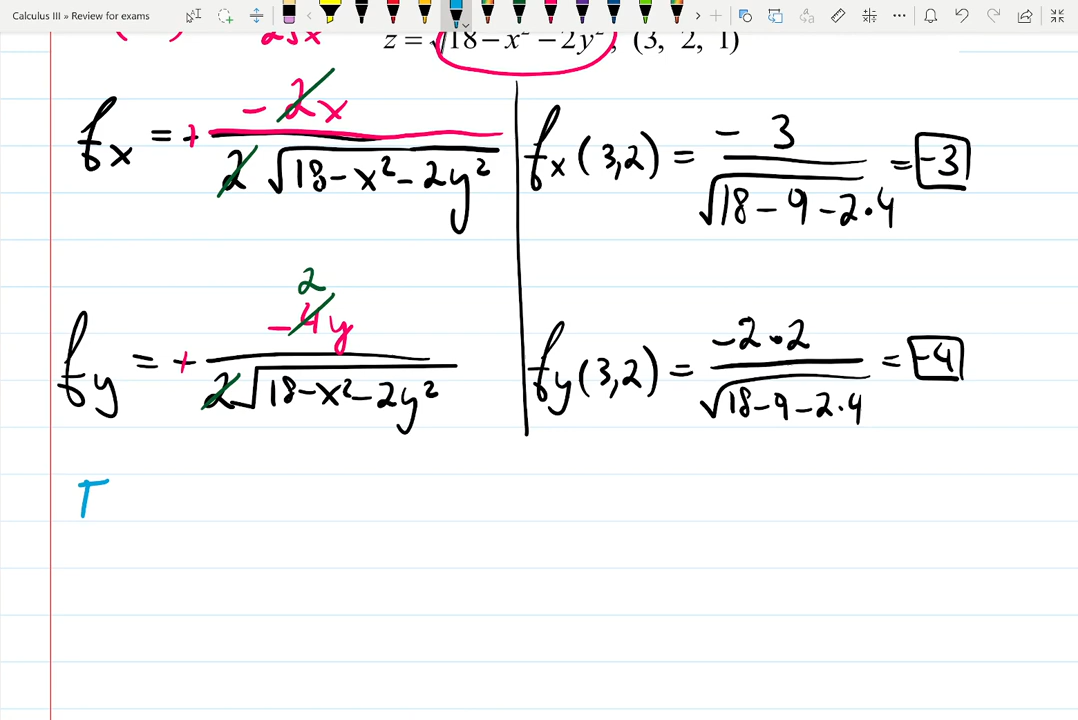 Calculus III » Review for exams
z = √18 − x² − 2y², (3, 2, 1)
fx = + − 2x / 2 √18 − x² − 2y²
fx (3,2) = − 3 / √18 − 9 − 2•4 = −3
2
fy = + −4y / 2√18 − x² − 2y²
fy (3,2) = −2•2 / √18 − 9 − 2•4 = −4